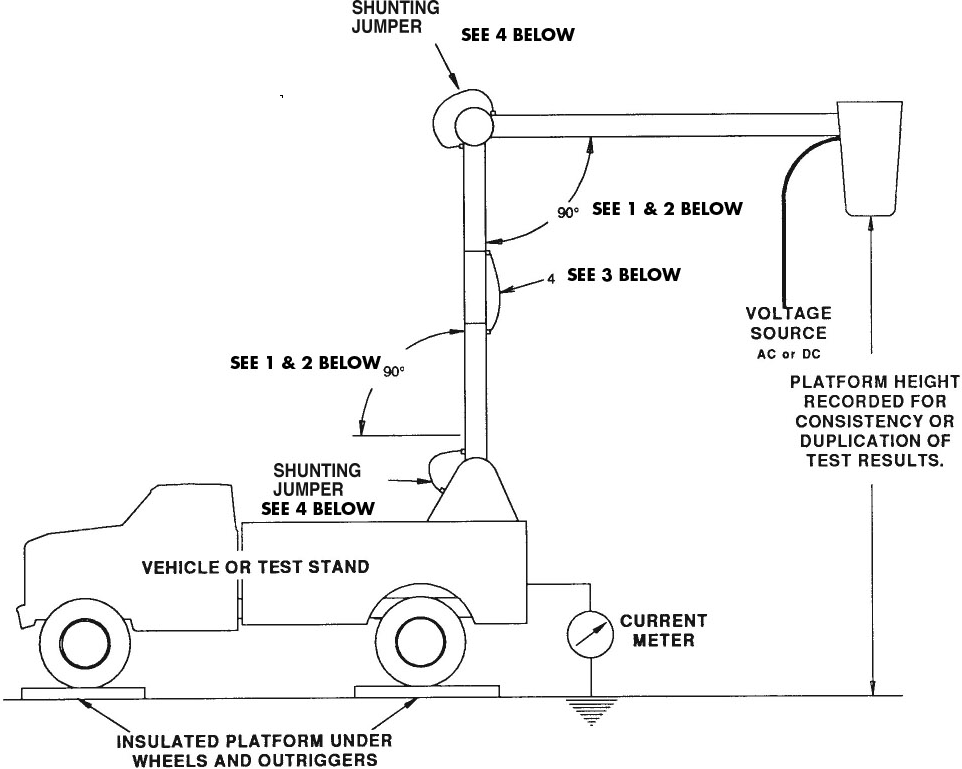 SHUNTING
JUMPER
SEE 4 BELOW
90° SEE 1 & 2 BELOW
4 SEE 3 BELOW
VOLTAGE
SOURCE
AC or DC
SEE 1 & 2 BELOW 90°
PLATFORM HEIGHT
RECORDED FOR
CONSISTENCY OR
DUPLICATION OF
TEST RESULTS.
SHUNTING
JUMPER
SEE 4 BELOW
VEHICLE OR TEST STAND
CURRENT
METER
INSULATED PLATFORM UNDER
WHEELS AND OUTRIGGERS